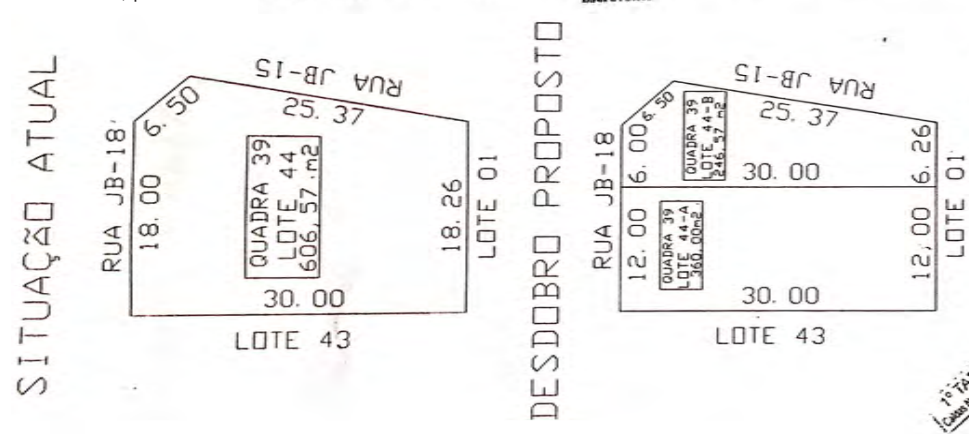 SITUAÇÃO ATUAL
RUA JB-15
6.50
25.37
RUA JB-18
18.00
QUADRA 39
LOTE 44
606,57 m2
18.26
LOTE 01
30.00
LOTE 43
DESDOBRO PROPOSTO
RUA JB-15
6.50
25.37
RUA JB-18
6.00
QUADRA 39
LOTE 44-B
246,57 m2
30.00
6.26
LOTE 01
12.00
QUADRA 39
LOTE 44-A
360.00m2
12,00
30.00
LOTE 43
1º TA